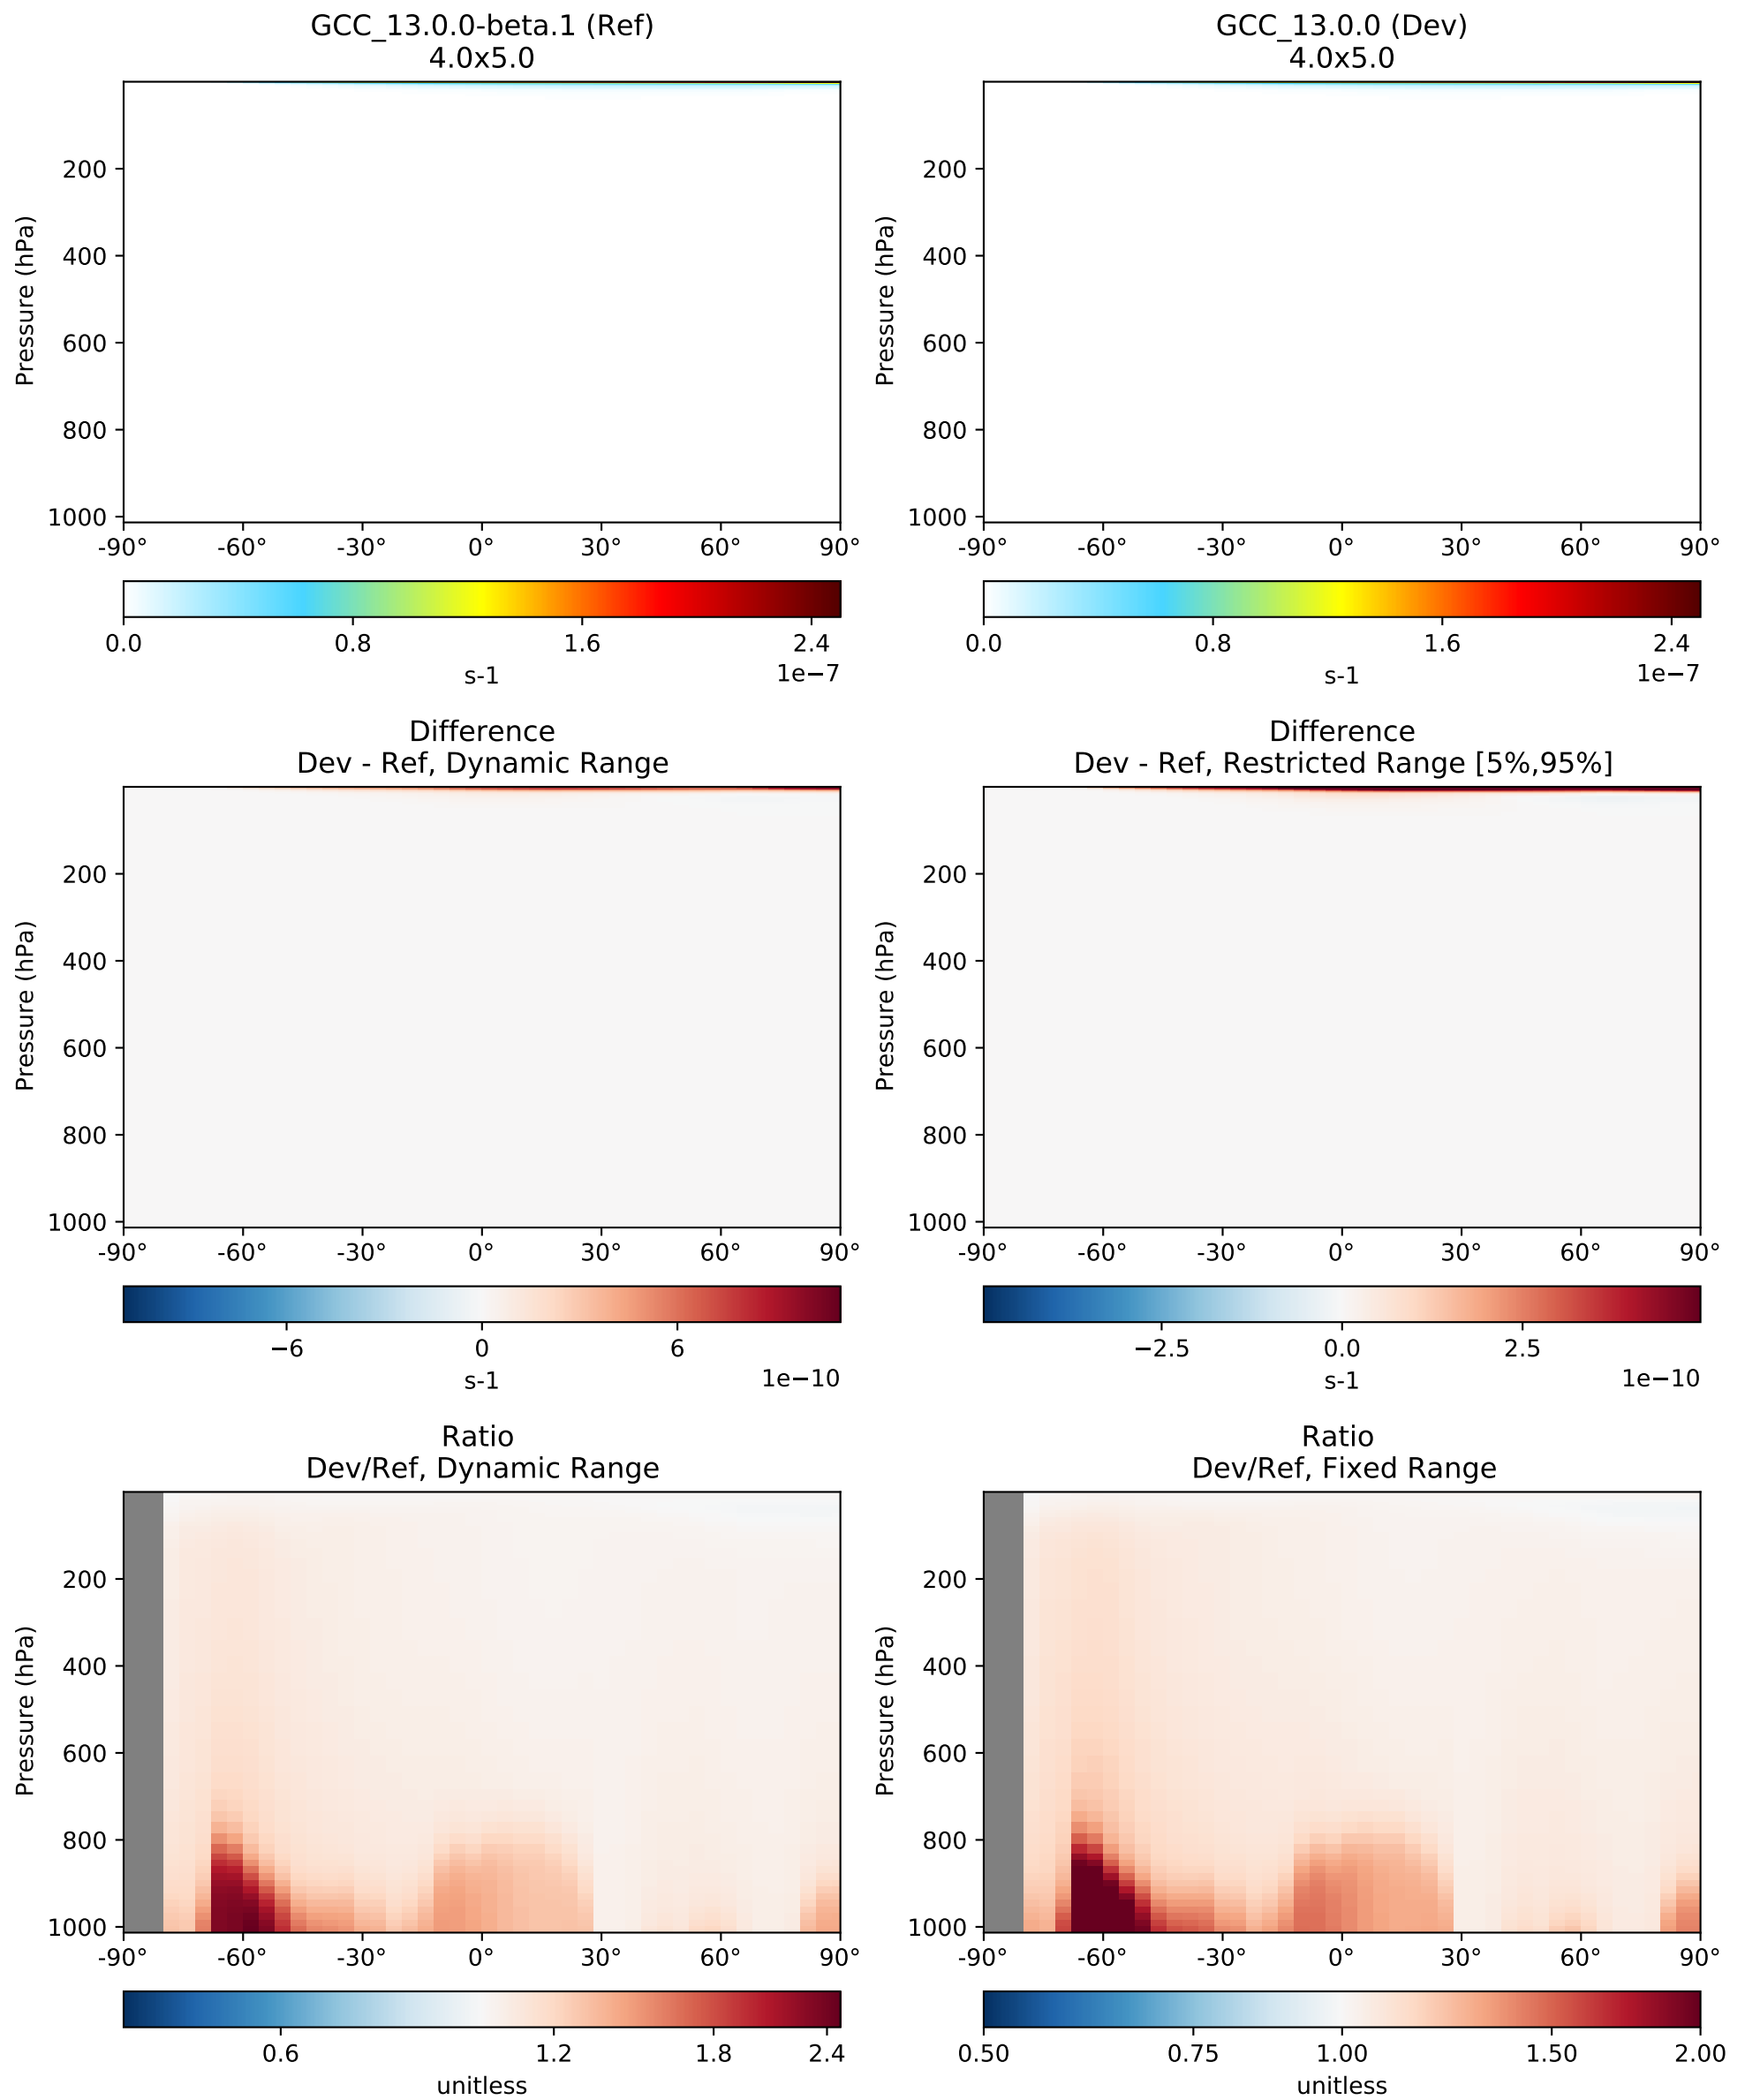 GCC_13.0.0-beta.1 (Ref)
4.0x5.0
Pressure (hPa)
200
400
600
800
1000
-90° -60° -30° 0° 30° 60° 90°
0.0 0.8 1.6 2.4
s-1 1e−7
GCC_13.0.0 (Dev)
4.0x5.0
Pressure (hPa)
200
400
600
800
1000
-90° -60° -30° 0° 30° 60° 90°
0.0 0.8 1.6 2.4
s-1 1e−7
Difference
Dev - Ref, Dynamic Range
Pressure (hPa)
200
400
600
800
1000
-90° -60° -30° 0° 30° 60° 90°
−6 0 6
s-1 1e−10
Difference
Dev - Ref, Restricted Range [5%,95%]
Pressure (hPa)
200
400
600
800
1000
-90° -60° -30° 0° 30° 60° 90°
−2.5 0.0 2.5
s-1 1e−10
Ratio
Dev/Ref, Dynamic Range
Pressure (hPa)
200
400
600
800
1000
-90° -60° -30° 0° 30° 60° 90°
0.6 1.2 1.8 2.4
unitless
Ratio
Dev/Ref, Fixed Range
Pressure (hPa)
200
400
600
800
1000
-90° -60° -30° 0° 30° 60° 90°
0.50 0.75 1.00 1.50 2.00
unitless